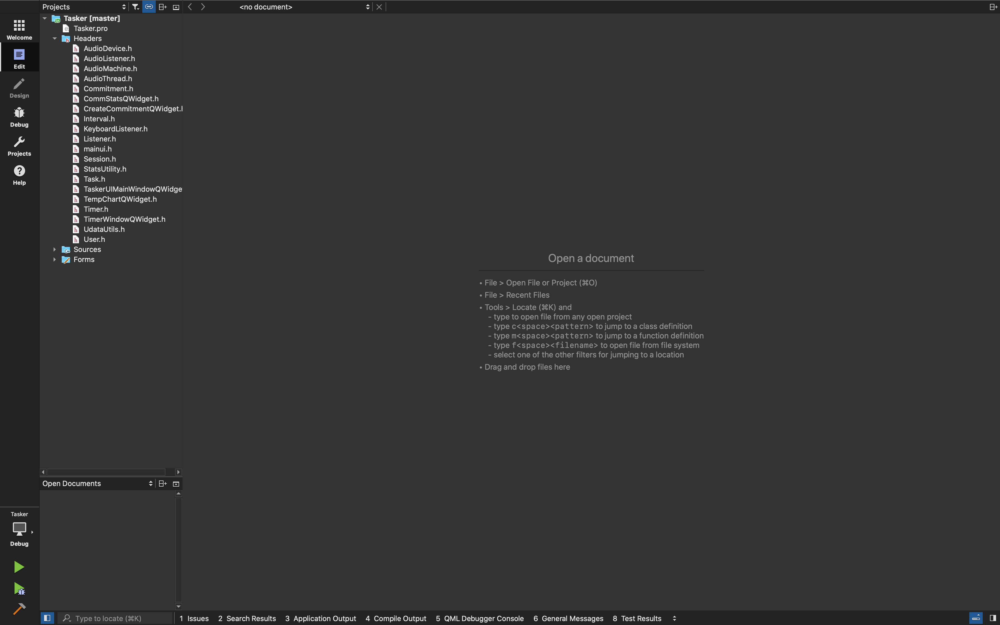 Projects
<no document>
Welcome
Edit
Design
Debug
Projects
Help
Tasker [master]
Tasker.pro
Headers
AudioDevice.h
AudioListener.h
AudioMachine.h
AudioThread.h
Commitment.h
CommStatsQWidget.h
CreateCommitmentQWidget.h
Interval.h
KeyboardListener.h
Listener.h
mainui.h
Session.h
StatsUtility.h
Task.h
TaskerUIMainWindowQWidge
TempChartQWidget.h
Timer.h
TimerWindowQWidget.h
UdataUtils.h
User.h
Sources
Forms
Open a document
• File > Open File or Project (⌘O)
• File > Recent Files
• Tools > Locate (⌘K) and
- type to open file from any open project
- type c<space><pattern> to jump to a class definition
- type m<space><pattern> to jump to a function definition
- type f<space><filename> to open file from file system
- select one of the other filters for jumping to a location
• Drag and drop files here
Open Documents
Tasker
Debug
Type to locate (⌘K)
1 Issues 2 Search Results 3 Application Output 4 Compile Output 5 QML Debugger Console 6 General Messages 8 Test Results